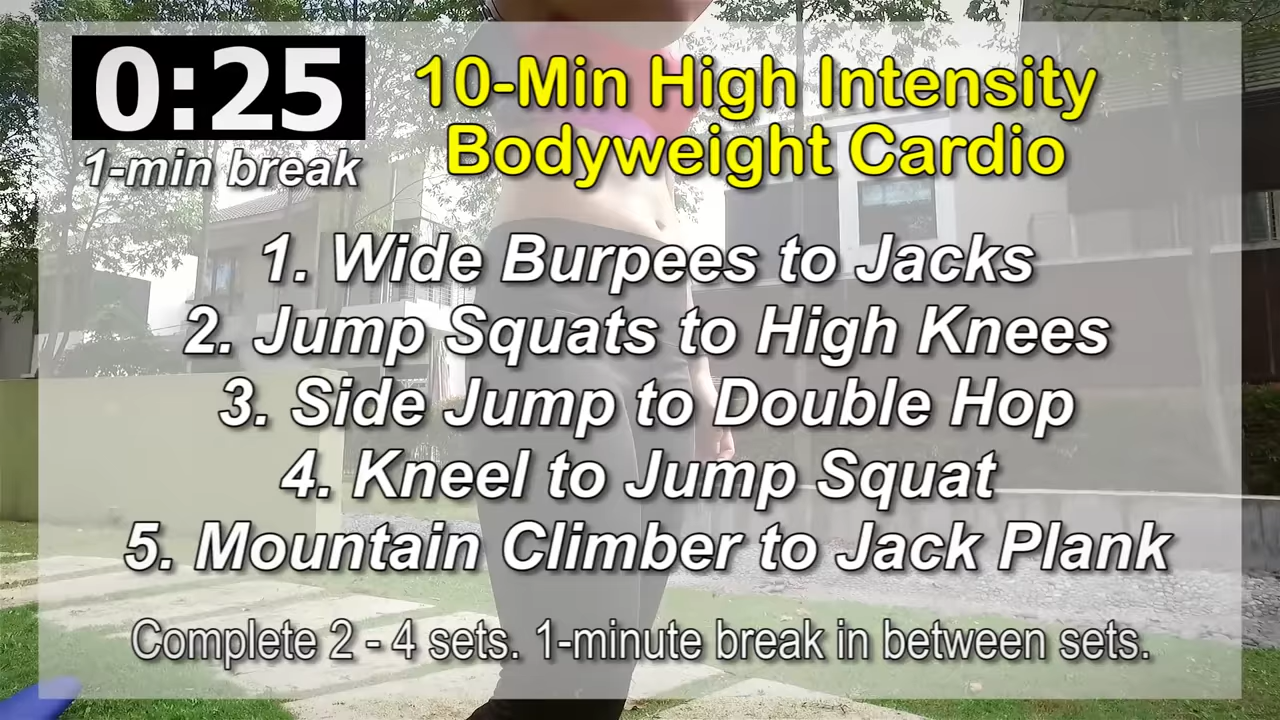 0:25
1-min break
10-Min High Intensity
Bodyweight Cardio
1. Wide Burpees to Jacks
2. Jump Squats to High Knees
3. Side Jump to Double Hop
4. Kneel to Jump Squat
5. Mountain Climber to Jack Plank
Complete 2 - 4 sets. 1-minute break in between sets.